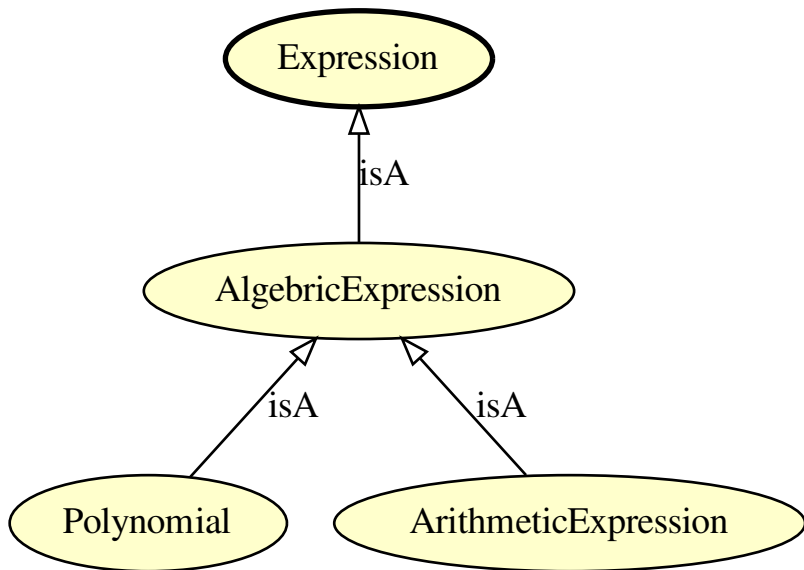 Expression
isA
AlgebricExpression
isA
isA
Polynomial
ArithmeticExpression